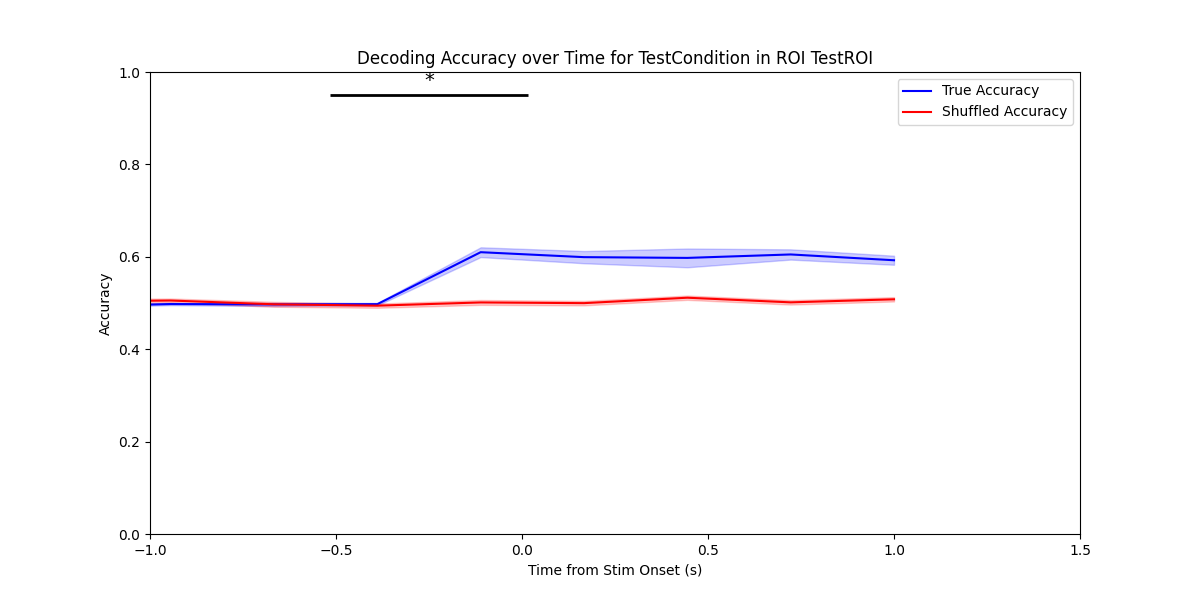 Decoding Accuracy over Time for TestCondition in ROI TestROI
*
True Accuracy
Shuffled Accuracy
1.0
0.8
0.6
0.4
0.2
0.0
Accuracy
−1.0 −0.5 0.0 0.5 1.0 1.5
Time from Stim Onset (s)